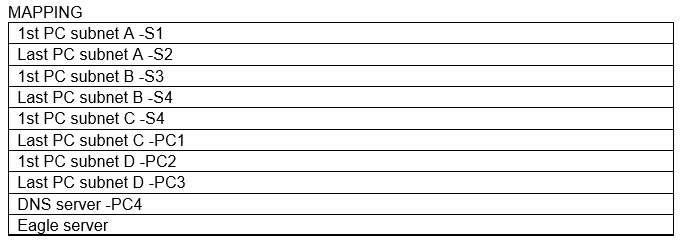 MAPPING
1st PC subnet A -S1
Last PC subnet A -S2
1st PC subnet B -S3
Last PC subnet B -S4
1st PC subnet C -S4
Last PC subnet C -PC1
1st PC subnet D -PC2
Last PC subnet D -PC3
DNS server -PC4
Eagle server